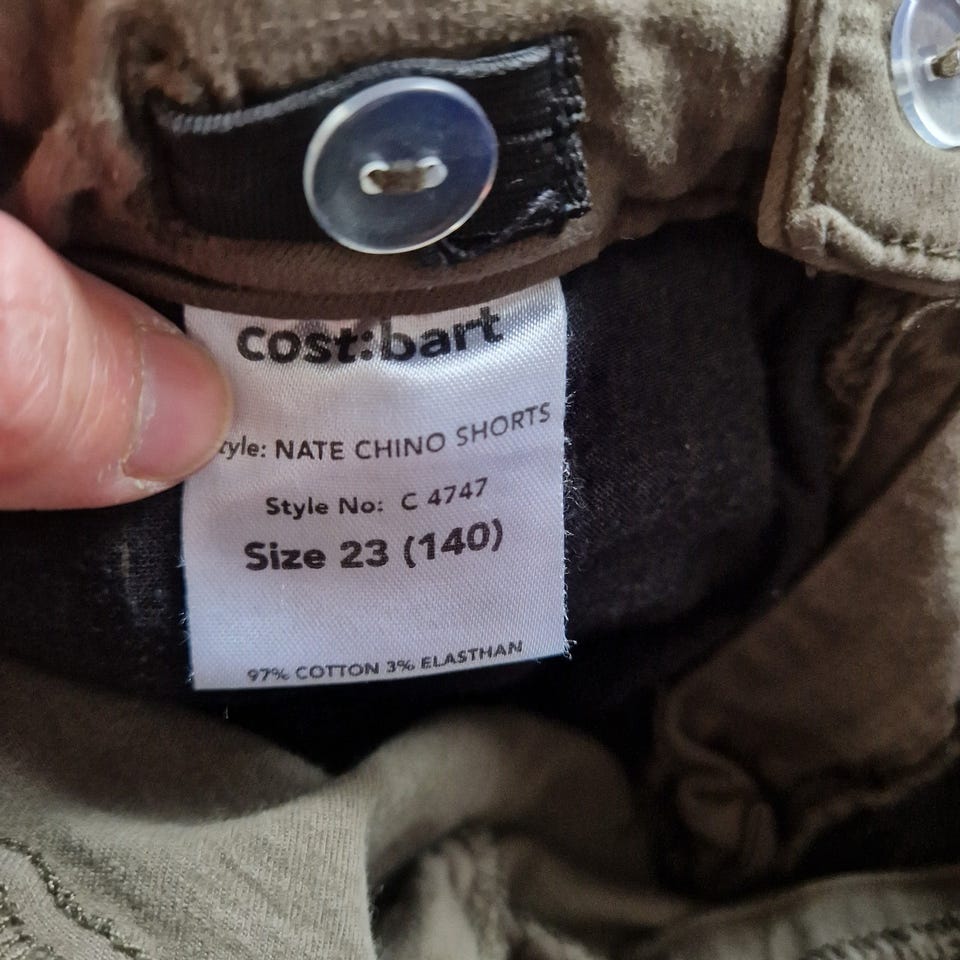 cost:bart
tyle: NATE CHINO SHORTS
Style No: C 4747
Size 23 (140)
97% COTTON 3% ELASTHAN